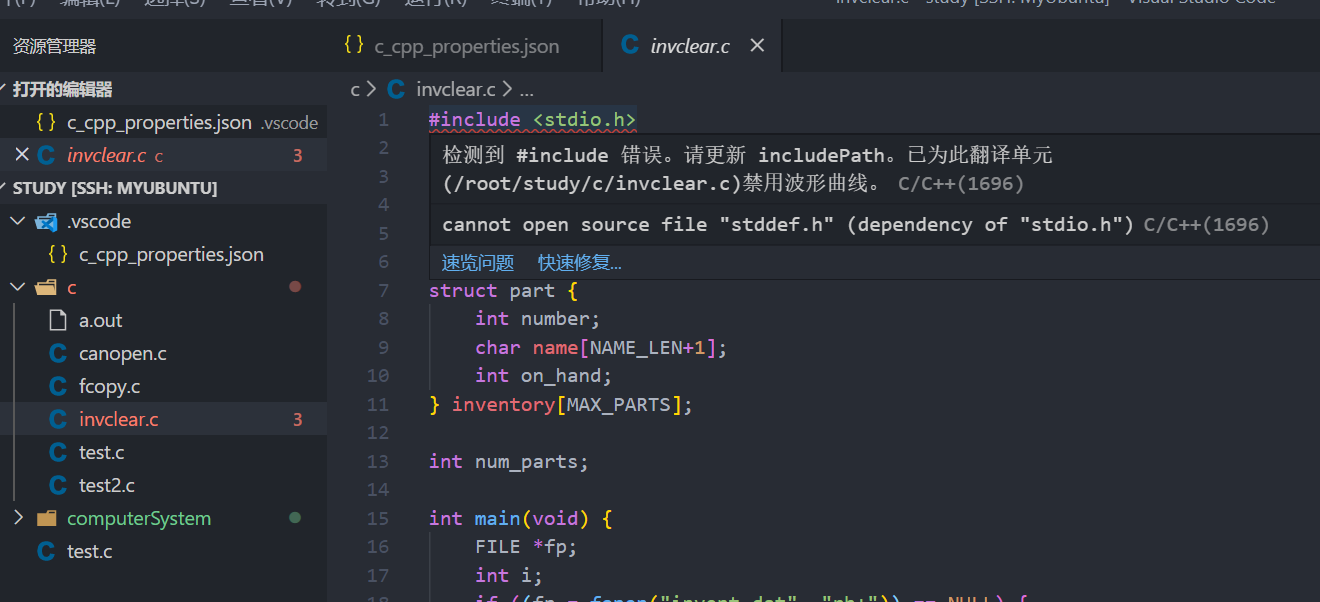 编辑(E) 选择(S) 查看(V) 转到(G) 运行(R) 终端(T) 帮助(H) invclear.c - study [SSH: MyUbuntu] - Visual Studio Code
资源管理器
{} c_cpp_properties.json
C invclear.c ×
打开的编辑器
{} c_cpp_properties.json .vscode
× C invclear.c c 3
STUDY [SSH: MYUBUNTU]
.vscode
{} c_cpp_properties.json
c
a.out
C canopen.c
C fcopy.c
C invclear.c 3
C test.c
C test2.c
computerSystem
C test.c
c > C invclear.c > ...
1 #include <stdio.h>
2
检测到 #include 错误。请更新 includePath。已为此翻译单元
3
(/root/study/c/invclear.c)禁用波形曲线。 C/C++(1696)
4
5 cannot open source file "stddef.h" (dependency of "stdio.h") C/C++(1696)
6 速览问题 快速修复...
7 struct part {
8 int number;
9 char name[NAME_LEN+1];
10 int on_hand;
11 } inventory[MAX_PARTS];
12
13 int num_parts;
14
15 int main(void) {
16 FILE *fp;
17 int i;
18 if ((fp = fopen("invent.dat", "rb+")) == NULL) {